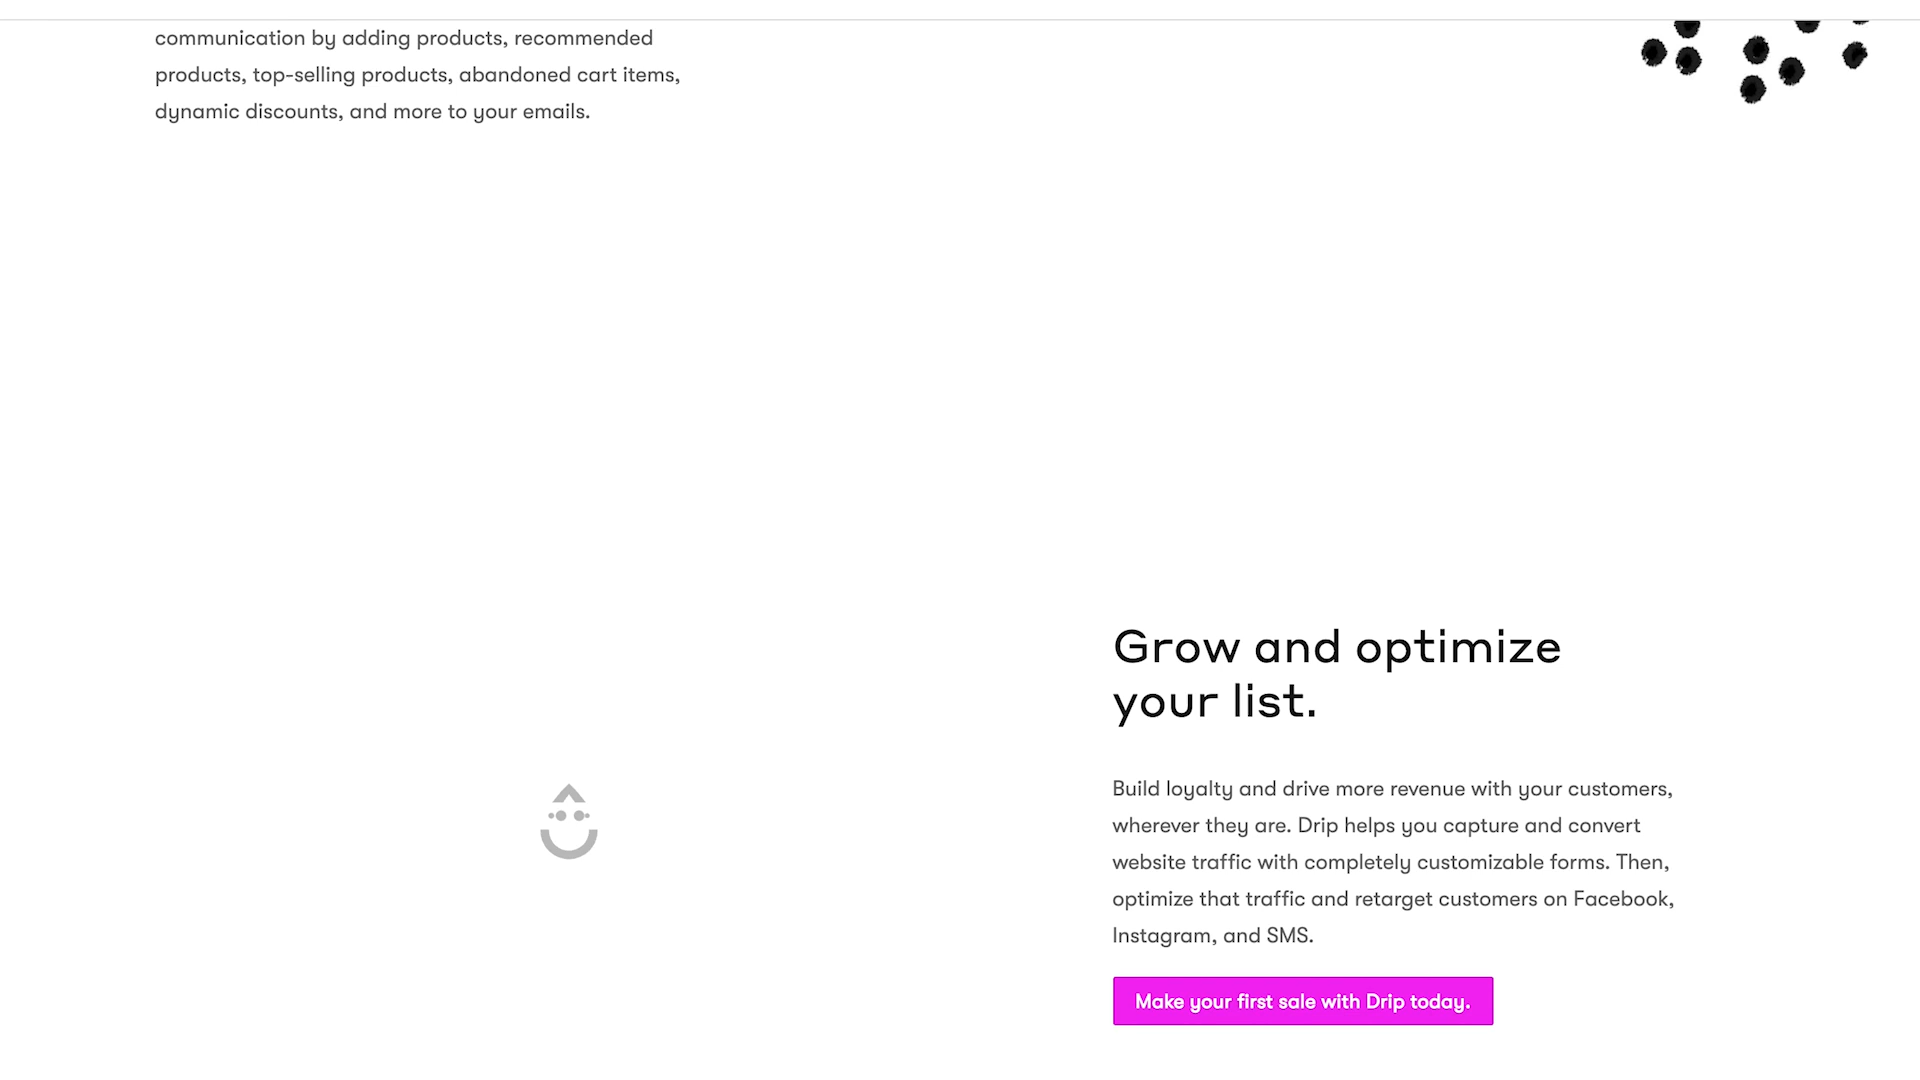 communication by adding products, recommended
products, top-selling products, abandoned cart items,
dynamic discounts, and more to your emails.
Grow and optimize
your list.
Build loyalty and drive more revenue with your customers,
wherever they are. Drip helps you capture and convert
website traffic with completely customizable forms. Then,
optimize that traffic and retarget customers on Facebook,
Instagram, and SMS.
Make your first sale with Drip today.